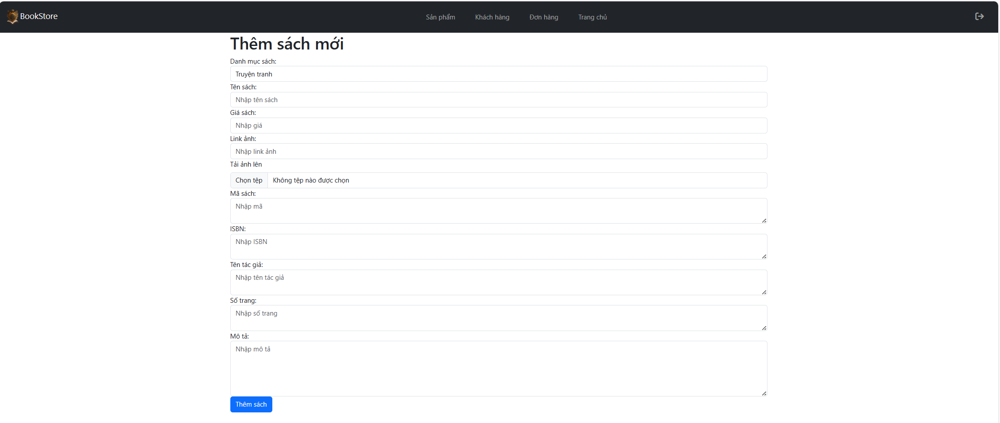 BookStore
Sản phẩm Khách hàng Đơn hàng Trang chủ
Thêm sách mới
Danh mục sách:
Truyện tranh
Tên sách:
Nhập tên sách
Giá sách:
Nhập giá
Link ảnh:
Nhập link ảnh
Tải ảnh lên
Chọn tệp Không tệp nào được chọn
Mã sách:
Nhập mã
ISBN:
Nhập ISBN
Tên tác giả:
Nhập tên tác giả
Số trang:
Nhập số trang
Mô tả:
Nhập mô tả
Thêm sách